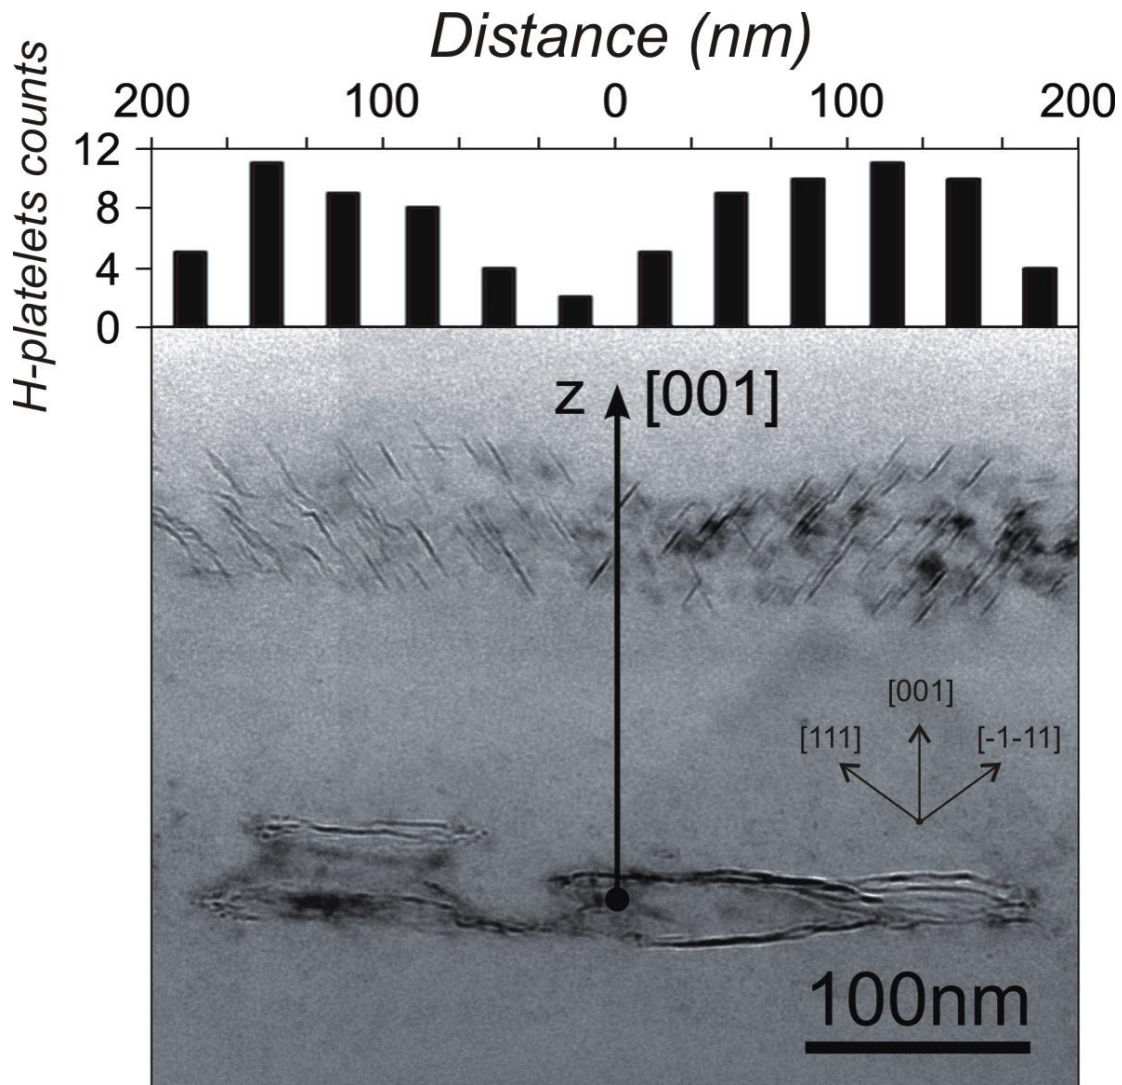 Distance (nm)
200 100 0 100 200
H-platelets counts
12
8
4
0
z [001]
[001]
[111] [-1-11]
100nm